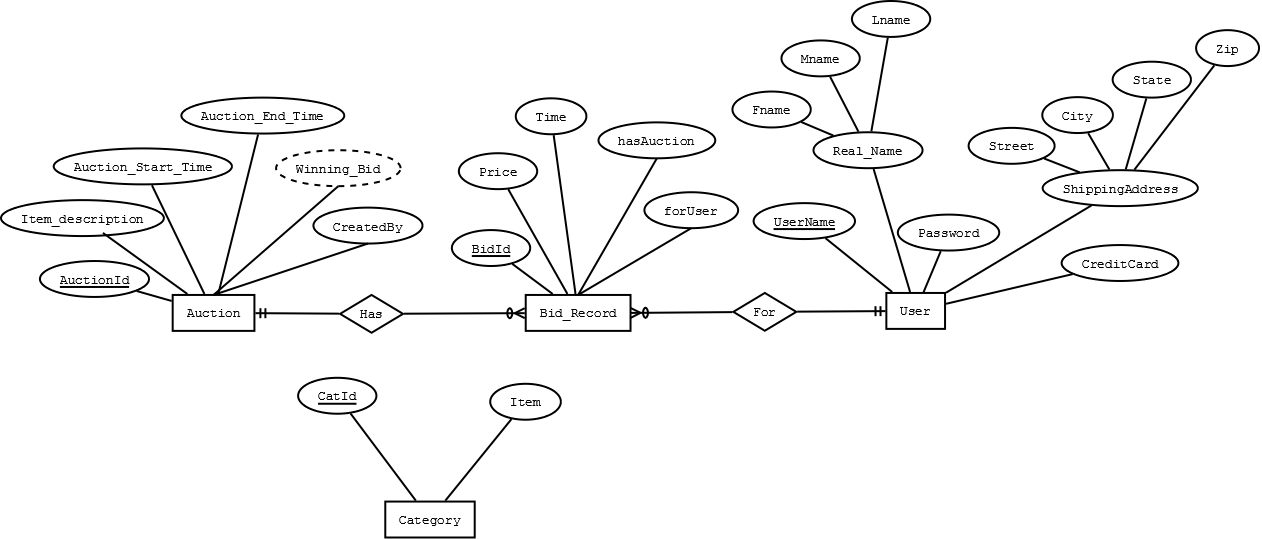 Lname
Mname
Zip
State
Fname
City
Auction_End_Time
Time
hasAuction
Street
Real_Name
Auction_Start_Time
Winning_Bid
Price
ShippingAddress
Item_description
CreatedBy
forUser
UserName
Password
BidId
CreditCard
AuctionId
Auction
Has
Bid_Record
For
User
CatId
Item
Category